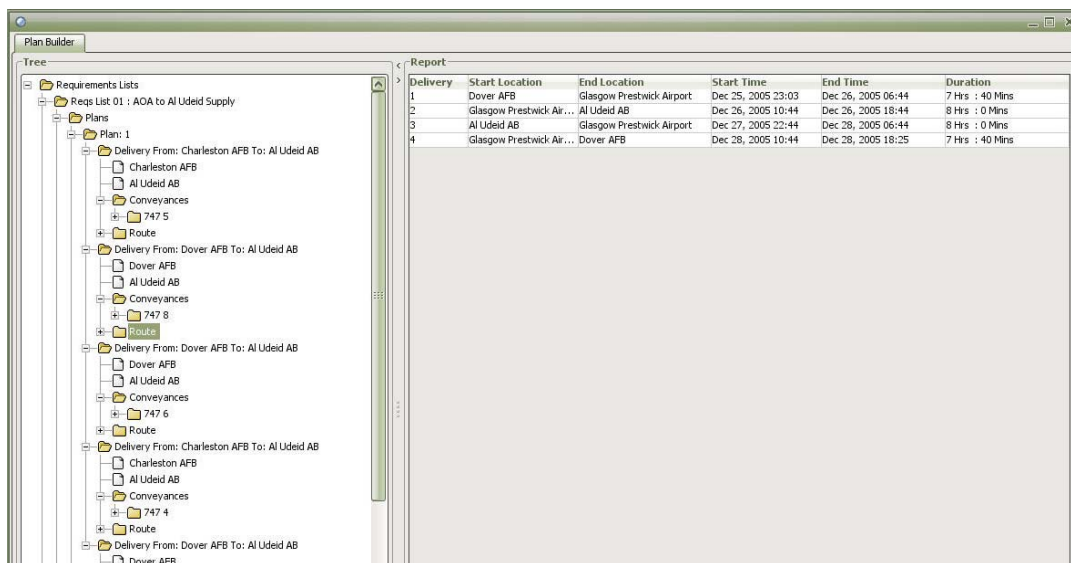 Plan Builder
Tree
Requirements Lists
Reqs List 01 : AOA to Al Udeid Supply
Plans
Plan: 1
Delivery From: Charleston AFB To: Al Udeid AB
Charleston AFB
Al Udeid AB
Conveyances
747 5
Route
Delivery From: Dover AFB To: Al Udeid AB
Dover AFB
Al Udeid AB
Conveyances
747 8
Route
Delivery From: Dover AFB To: Al Udeid AB
Dover AFB
Al Udeid AB
Conveyances
747 6
Route
Delivery From: Charleston AFB To: Al Udeid AB
Charleston AFB
Al Udeid AB
Conveyances
747 4
Route
Delivery From: Dover AFB To: Al Udeid AB
Dover AFB
Report
Delivery Start Location End Location Start Time End Time Duration
1 Dover AFB Glasgow Prestwick Airport Dec 25, 2005 23:03 Dec 26, 2005 06:44 7 Hrs : 40 Mins
2 Glasgow Prestwick Air... Al Udeid AB Dec 26, 2005 10:44 Dec 26, 2005 18:44 8 Hrs : 0 Mins
3 Al Udeid AB Glasgow Prestwick Airport Dec 27, 2005 22:44 Dec 28, 2005 06:44 8 Hrs : 0 Mins
4 Glasgow Prestwick Air... Dover AFB Dec 28, 2005 10:44 Dec 28, 2005 18:25 7 Hrs : 40 Mins